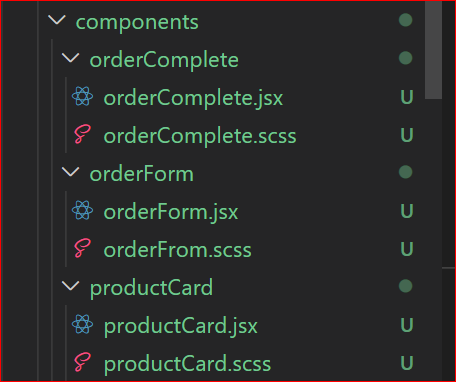 components
orderComplete
orderComplete.jsx U
orderComplete.scss U
orderForm
orderForm.jsx U
orderFrom.scss U
productCard
productCard.jsx U
productCard.scss U